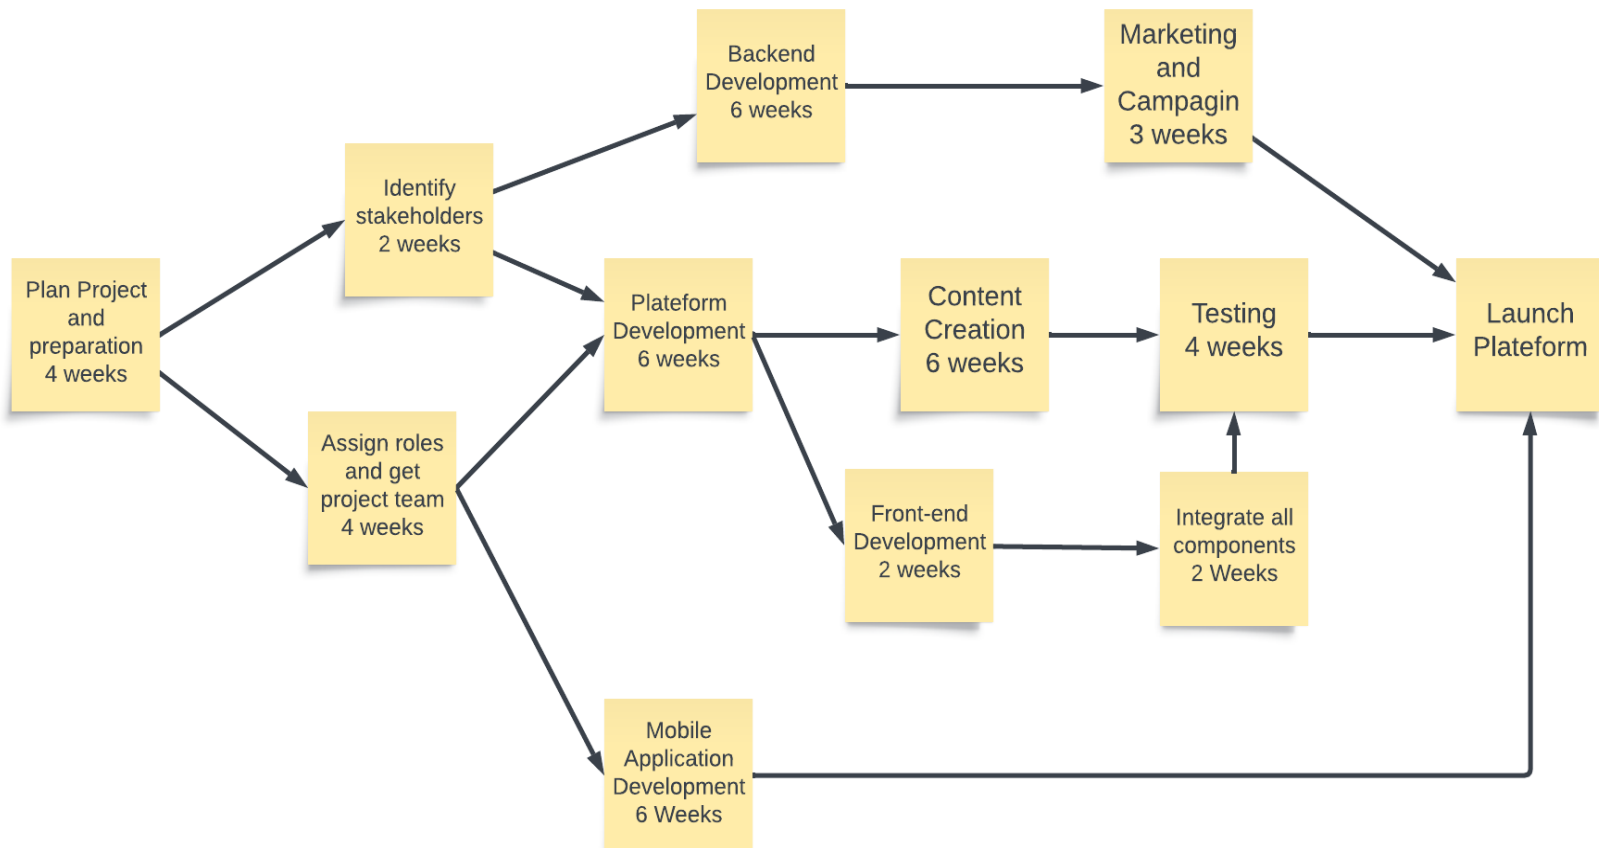 Plan Project
and
preparation
4 weeks
Identify
stakeholders
2 weeks
Assign roles
and get
project team
4 weeks
Backend
Development
6 weeks
Plateform
Development
6 weeks
Mobile
Application
Development
6 Weeks
Content
Creation
6 weeks
Front-end
Development
2 weeks
Marketing
and
Campagin
3 weeks
Testing
4 weeks
Integrate all
components
2 Weeks
Launch
Plateform